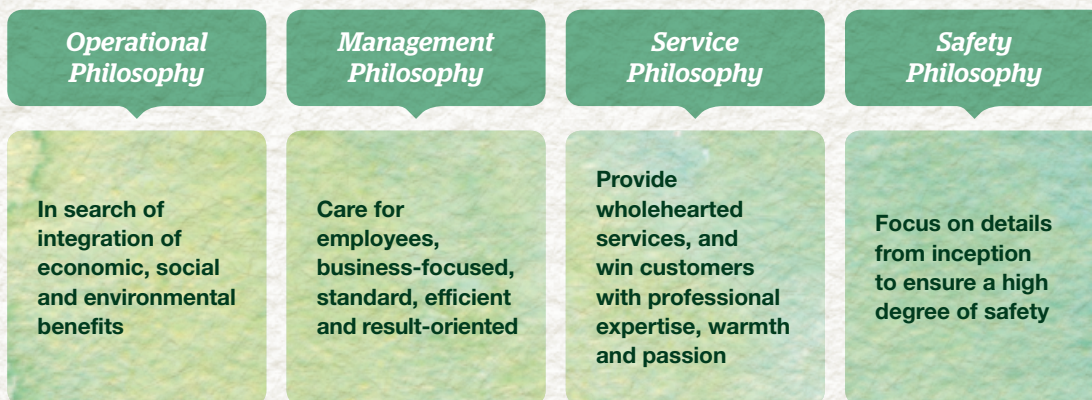 Operational
Philosophy
In search of
integration of
economic, social
and environmental
benefits
Management
Philosophy
Care for
employees,
business-focused,
standard, efficient
and result-oriented
Service
Philosophy
Provide
wholehearted
services, and
win customers
with professional
expertise, warmth
and passion
Safety
Philosophy
Focus on details
from inception
to ensure a high
degree of safety